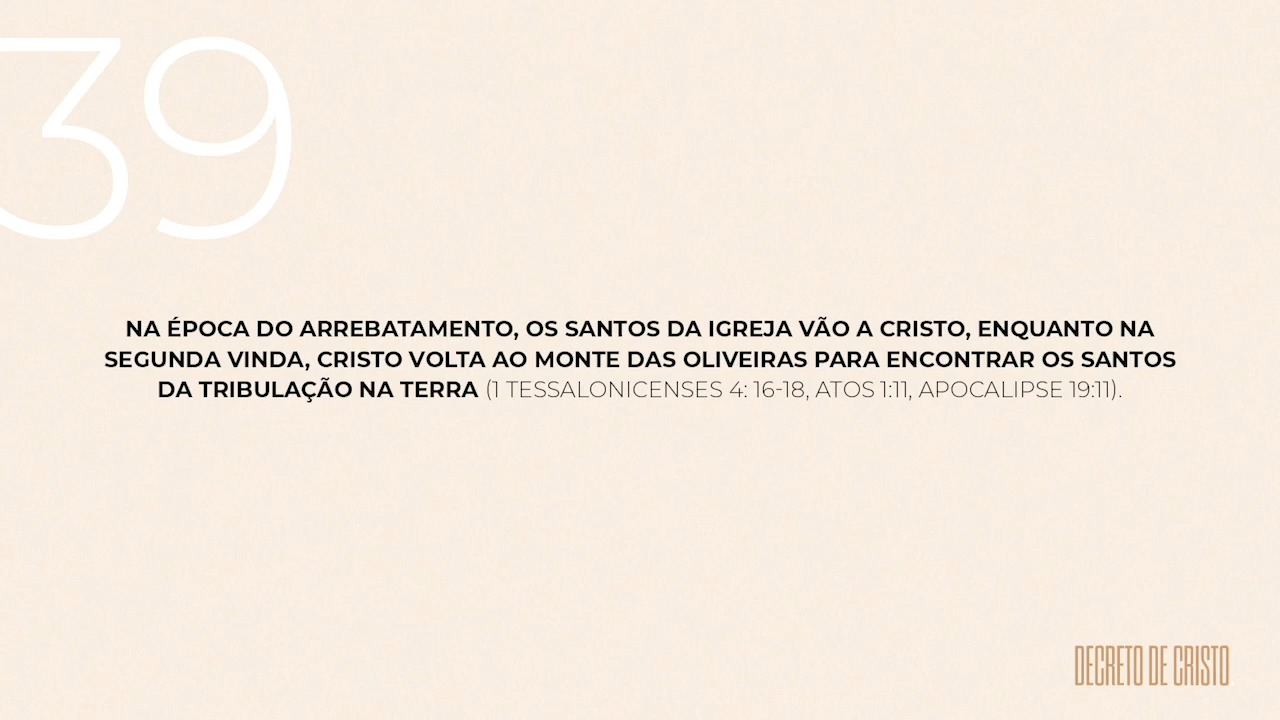 39
NA ÉPOCA DO ARREBATAMENTO, OS SANTOS DA IGREJA VÃO A CRISTO, ENQUANTO NA
SEGUNDA VINDA, CRISTO VOLTA AO MONTE DAS OLIVEIRAS PARA ENCONTRAR OS SANTOS
DA TRIBULAÇÃO NA TERRA (1 TESSALONICENSES 4: 16-18, ATOS 1:11, APOCALIPSE 19:11).
DECRETO DE CRISTO